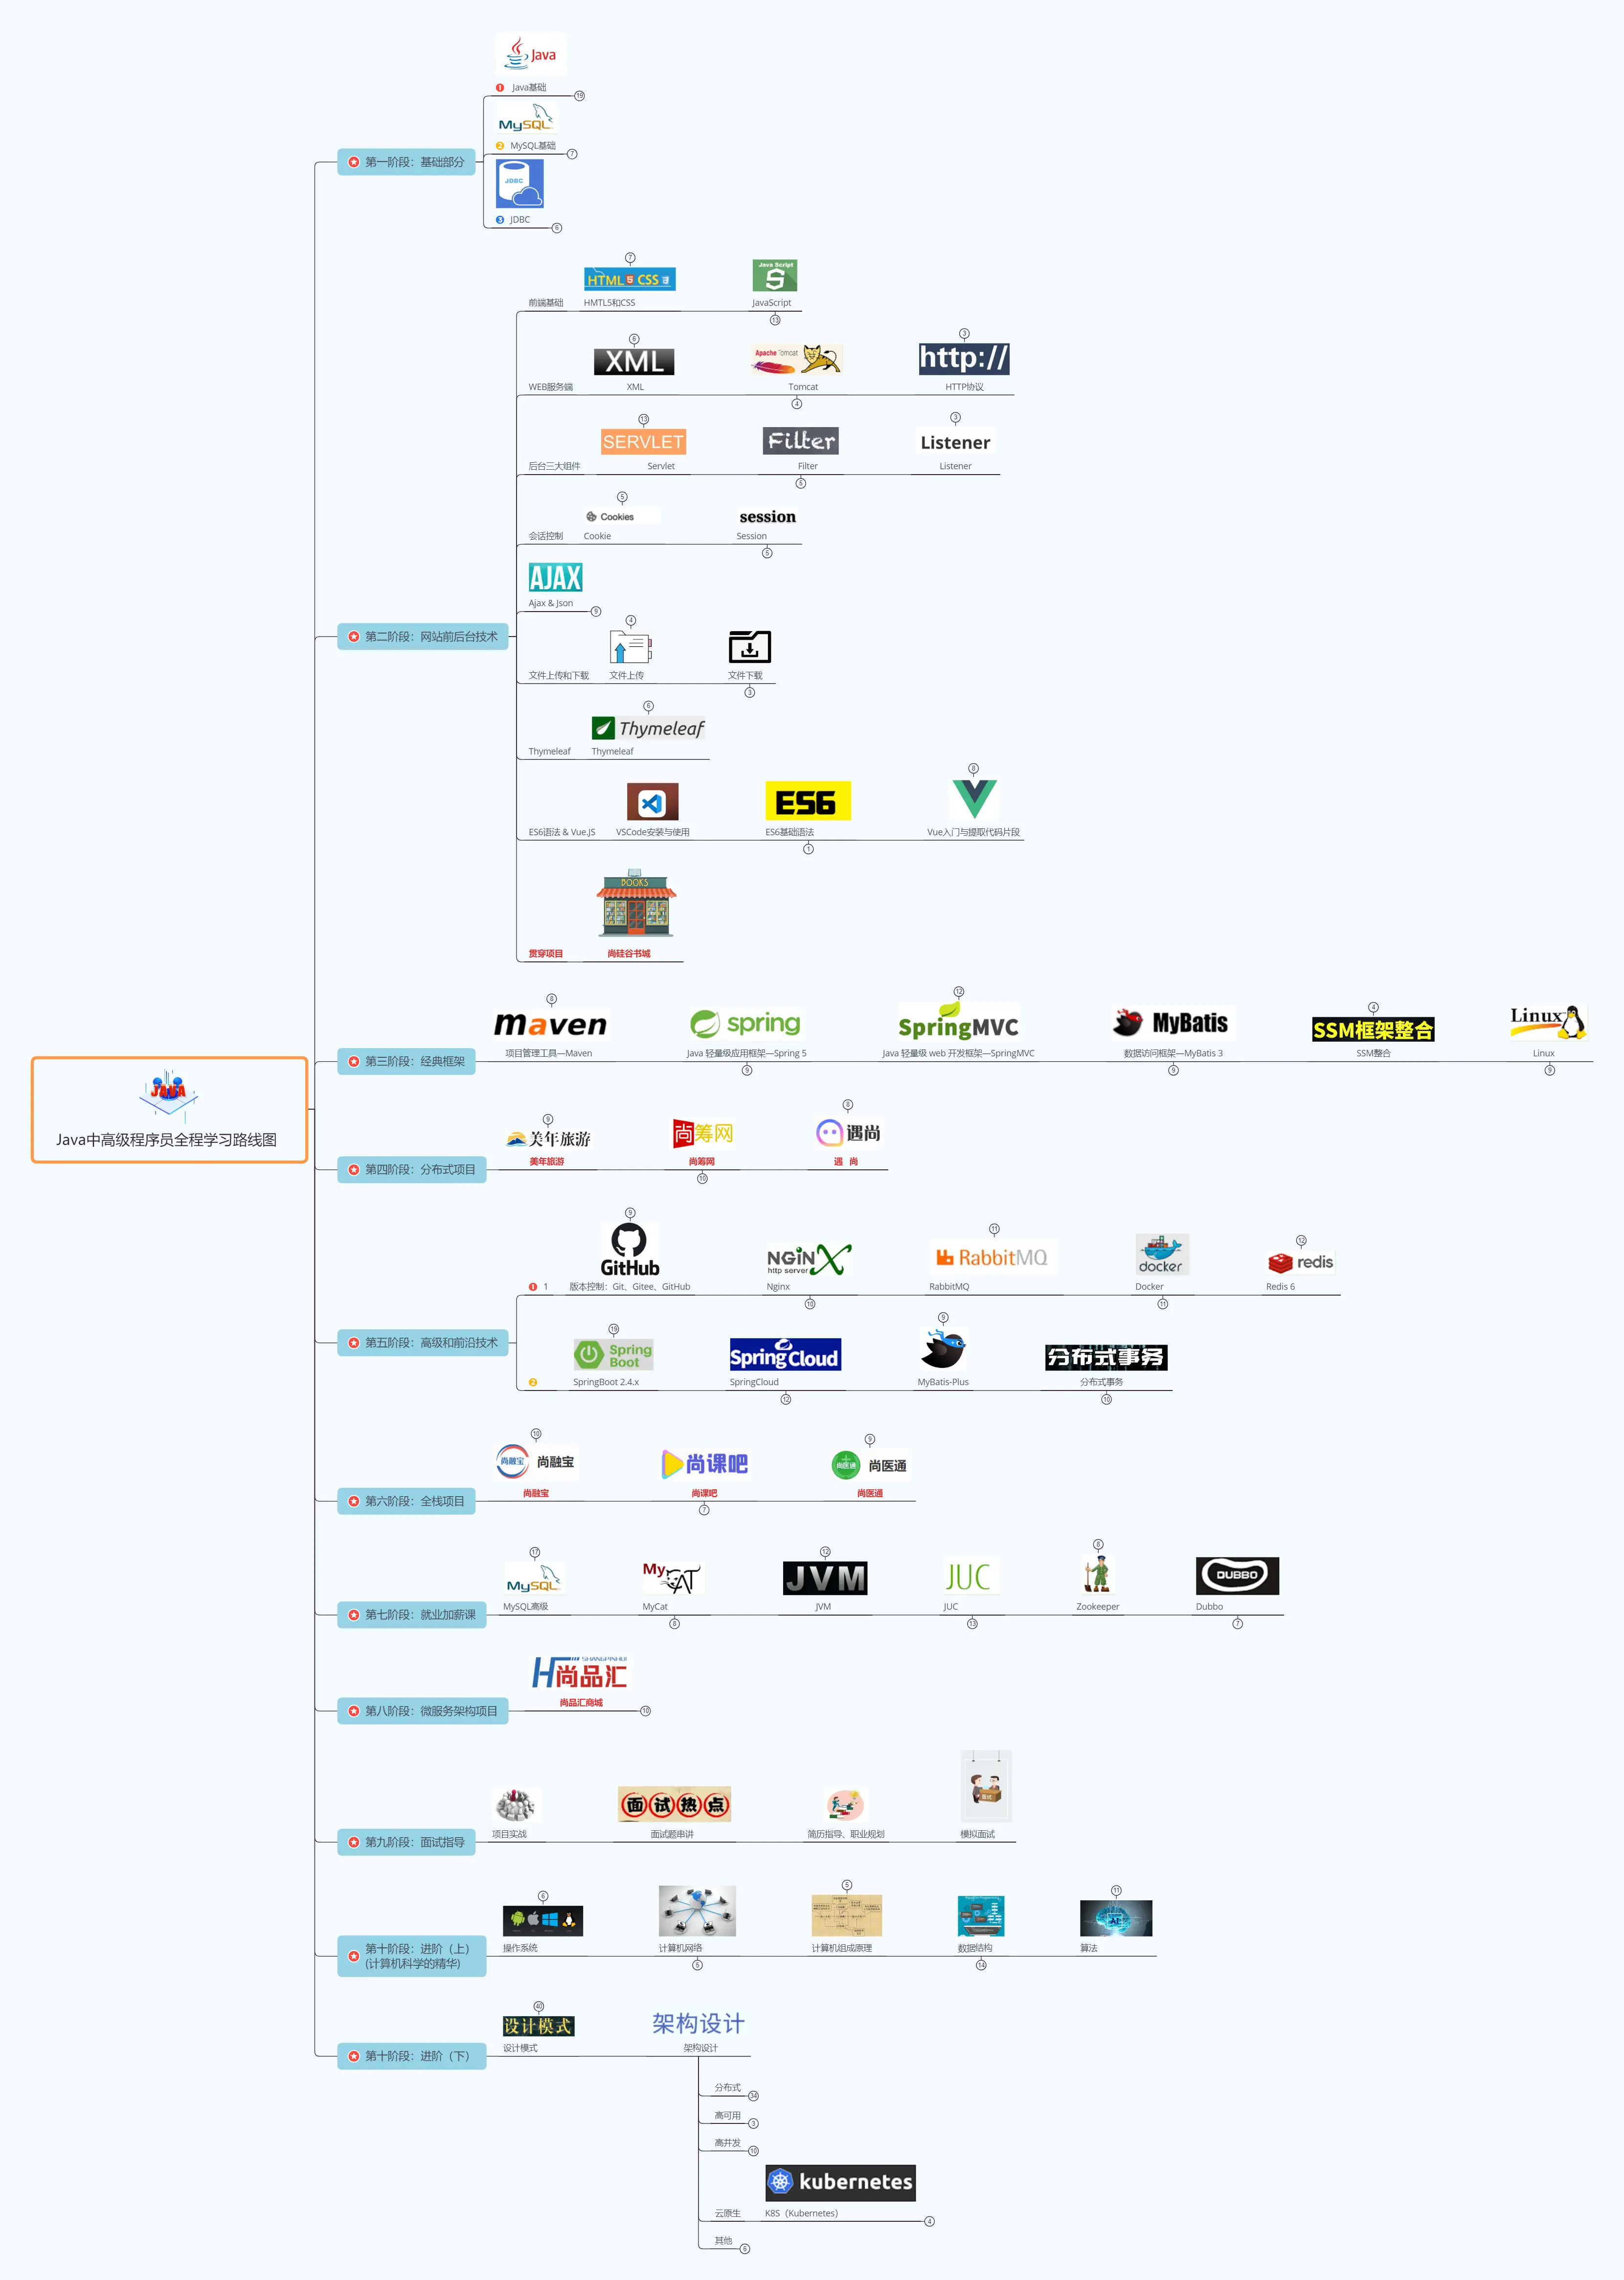 Java
Java基础
19
MySQL
MySQL基础
7
第一阶段：基础部分
JDBC
JDBC
6
7
HTML 5 CSS 3
Java Script
前端基础
HMTL5和CSS
JavaScript
13
6
3
XML
Apache Tomcat
http://
WEB服务端
XML
Tomcat
HTTP协议
4
13
3
SERVLET
Filter
Listener
后台三大组件
Servlet
Filter
Listener
5
5
Cookies
session
会话控制
Cookie
Session
5
AJAX
Ajax & Json
9
第二阶段：网站前后台技术
4
文件上传和下载
文件上传
文件下载
3
6
Thymeleaf
Thymeleaf
Thymeleaf
8
ES6
ES6语法 & Vue.JS
VSCode安装与使用
ES6基础语法
Vue入门与提取代码片段
1
BOOKS
贯穿项目
尚硅谷书城
8
12
4
maven
spring
SpringMVC
MyBatis
SSM框架整合
Linux
第三阶段：经典框架
项目管理工具—Maven
Java 轻量级应用框架—Spring 5
Java 轻量级 web 开发框架—SpringMVC
数据访问框架—MyBatis 3
SSM整合
Linux
9
9
9
JAVA
Java中高级程序员全程学习路线图
9
8
美年旅游
尚筹网
遇尚
第四阶段：分布式项目
美年旅游
尚筹网
遇 尚
10
9
11
12
GitHub
NGiNX
http server
RabbitMQ
docker
redis
1
版本控制：Git、Gitee、GitHub
Nginx
RabbitMQ
Docker
Redis 6
10
11
第五阶段：高级和前沿技术
19
9
Spring
Boot
SpringCloud
分布式事务
SpringBoot 2.4.x
SpringCloud
MyBatis-Plus
分布式事务
12
10
10
9
尚融宝
尚融宝
尚课吧
尚医通
尚医通
第六阶段：全栈项目
尚融宝
尚课吧
尚医通
7
17
12
8
MySQL
MyCAT
JVM
JUC
DUBBO
第七阶段：就业加薪课
MySQL高级
MyCat
JVM
JUC
Zookeeper
Dubbo
8
13
7
SHANGPINHUI
尚品汇
第八阶段：微服务架构项目
尚品汇商城
10
面试热点
面试
第九阶段：面试指导
项目实战
面试题串讲
简历指导、职业规划
模拟面试
6
5
11
第十阶段：进阶（上）
(计算机科学的精华)
操作系统
计算机网络
计算机组成原理
数据结构
算法
5
14
40
设计模式
架构设计
第十阶段：进阶（下）
设计模式
架构设计
分布式
34
高可用
3
高并发
10
kubernetes
云原生
K8S（Kubernetes）
4
其他
6